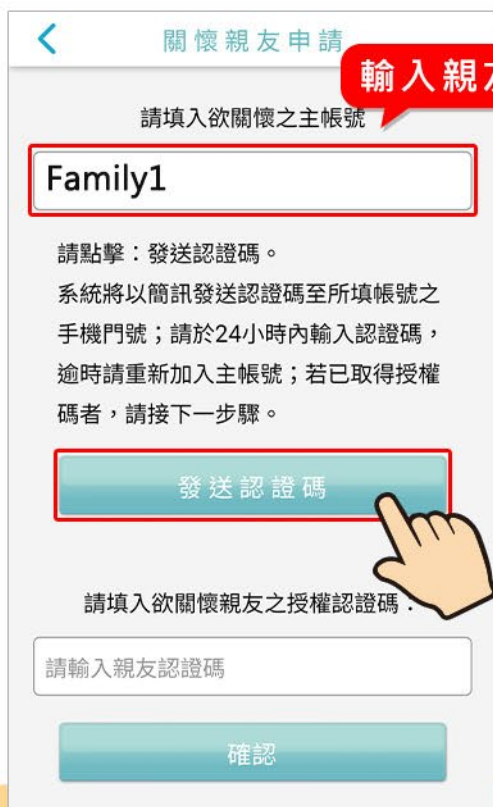 關懷親友申請
輸入親
請填入欲關懷之主帳號
Family1
請點擊：發送認證碼。
系統將以簡訊發送認證碼至所填帳號之
手機門號；請於24小時內輸入認證碼，
逾時請重新加入主帳號；若已取得授權
碼者，請接下一步驟。
發送認證碼
請填入欲關懷親友之授權認證碼：
請輸入親友認證碼
確認